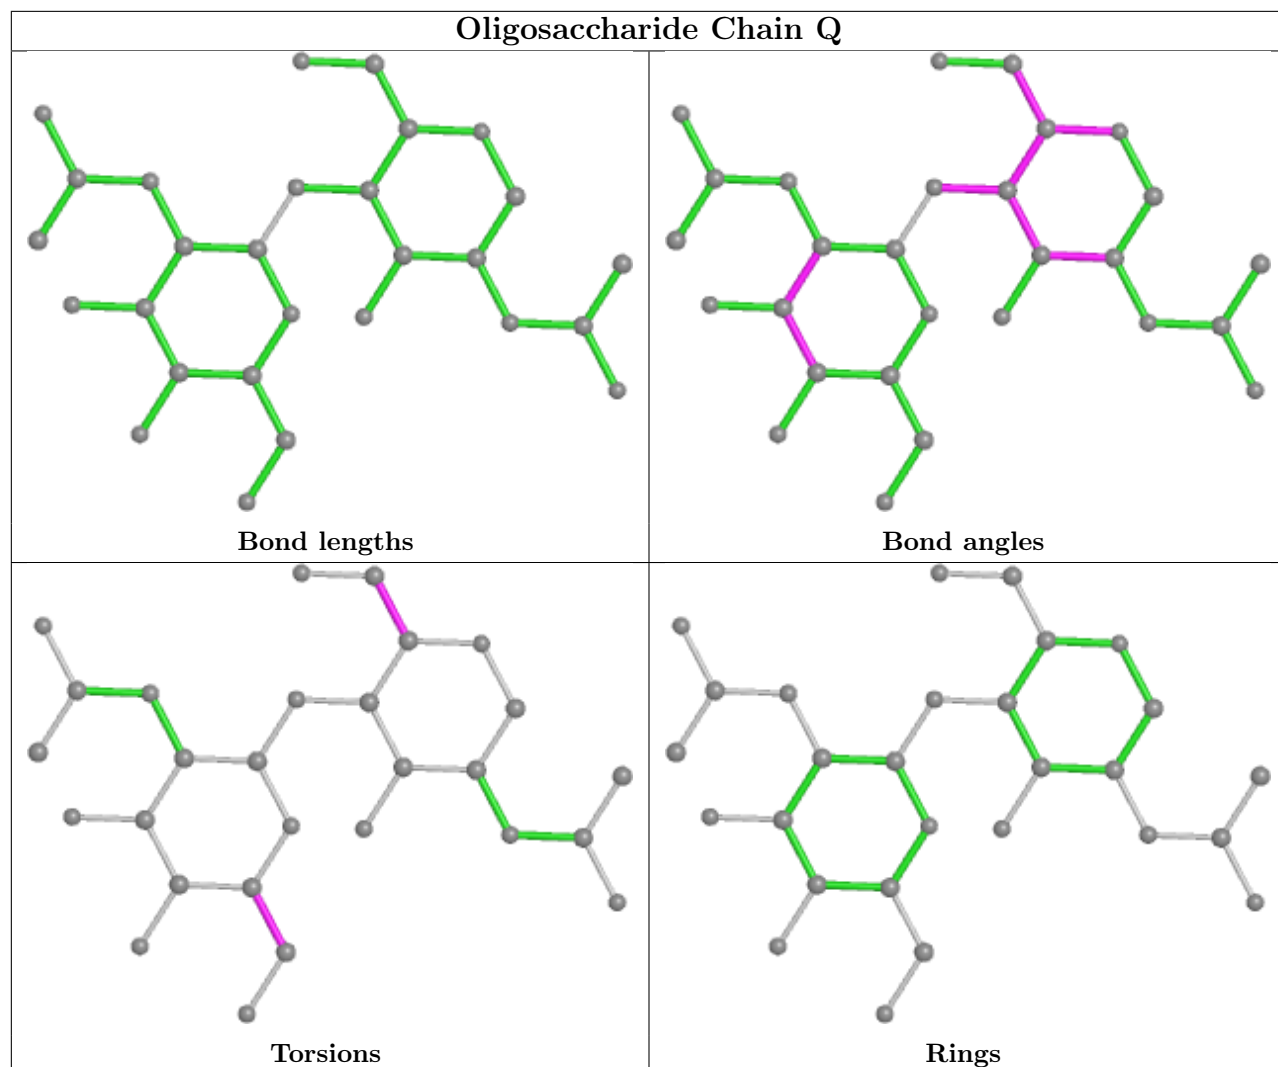 Oligosaccharide Chain Q
Bond lengths
Bond angles
Torsions
Rings